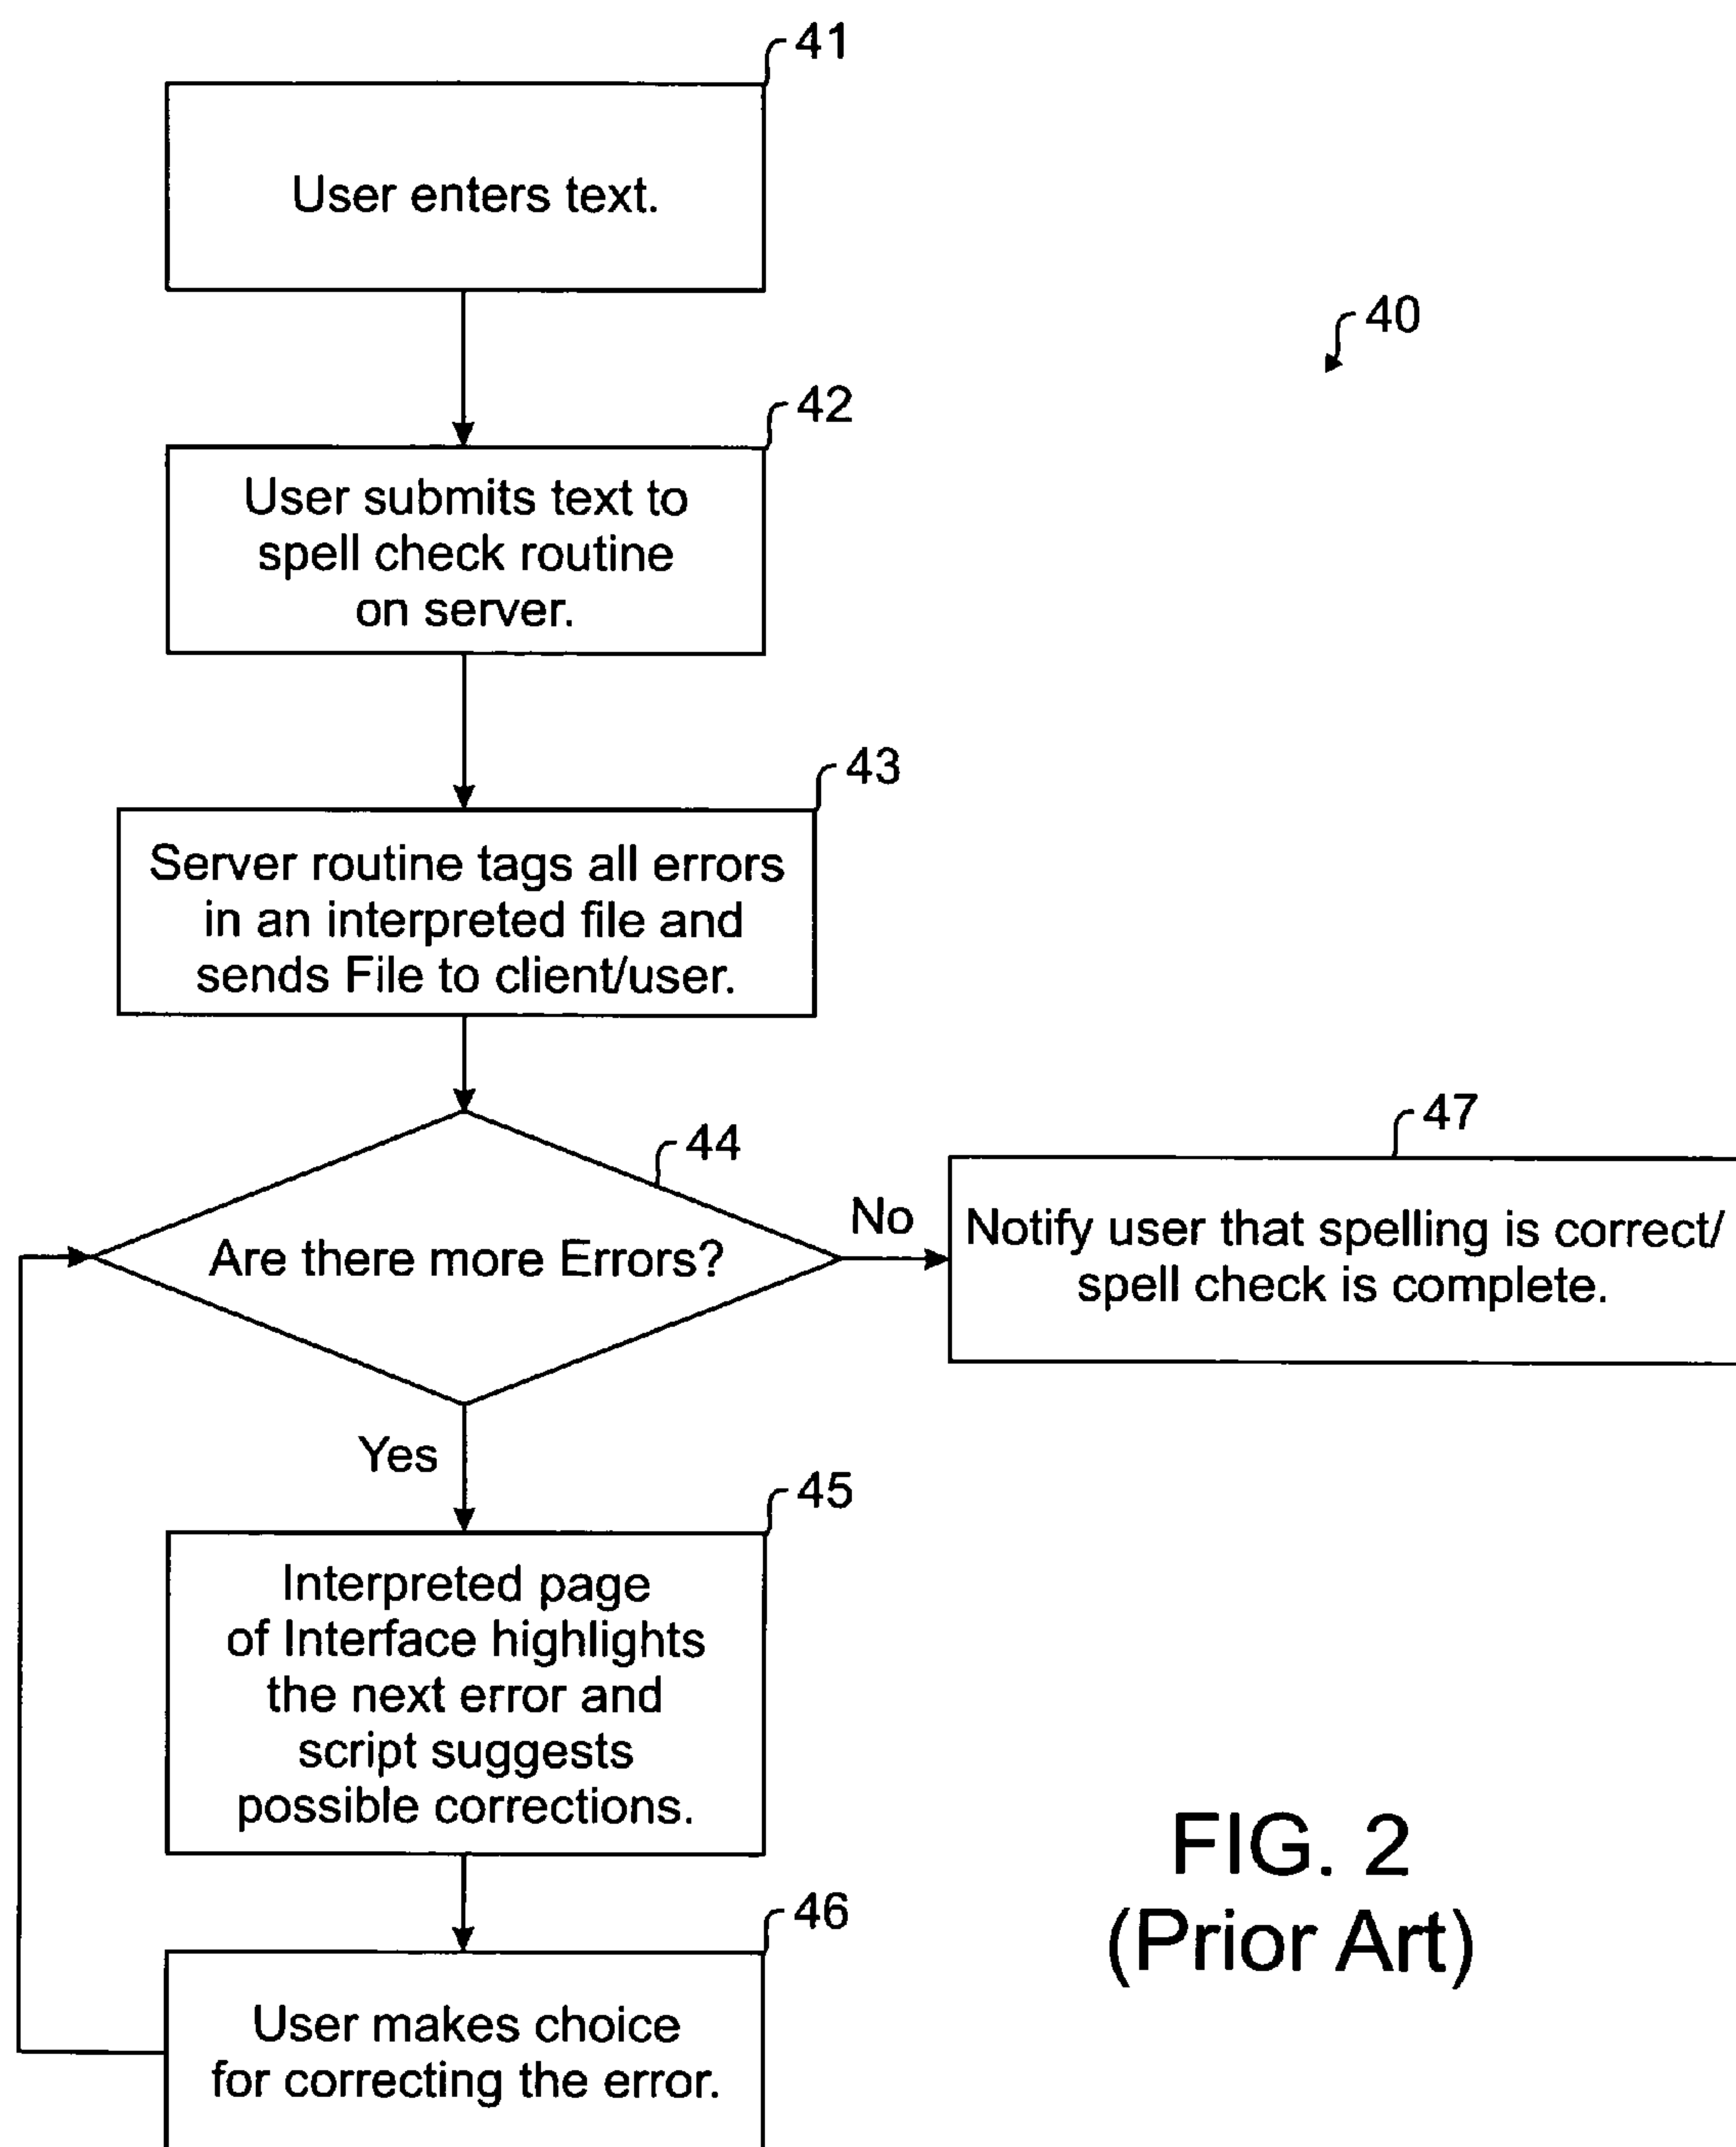 41
User enters text.
40
42
User submits text to
spell check routine
on server.
43
Server routine tags all errors
in an interpreted file and
sends File to client/user.
44
Are there more Errors?
No
47
Notify user that spelling is correct/
spell check is complete.
Yes
45
Interpreted page
of Interface highlights
the next error and
script suggests
possible corrections.
46
User makes choice
for correcting the error.
FIG. 2
(Prior Art)